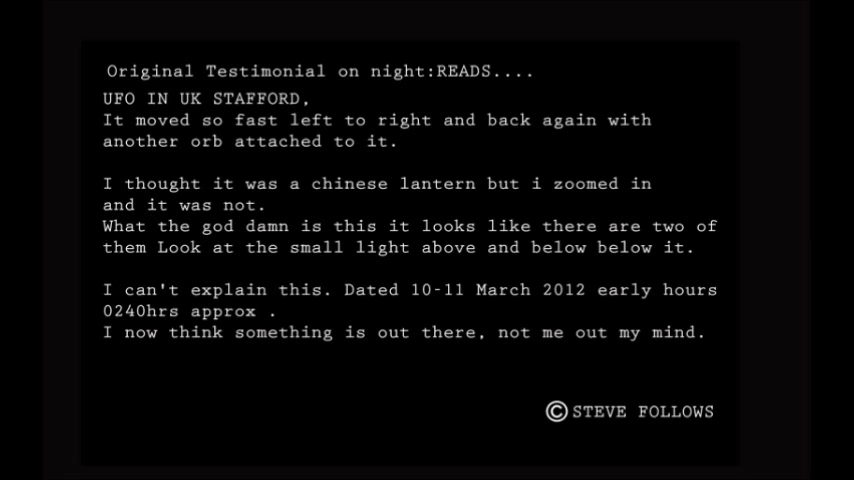 Original Testimonial on night:READS....
UFO IN UK STAFFORD,
It moved so fast left to right and back again with
another orb attached to it.
I thought it was a chinese lantern but i zoomed in
and it was not.
What the god damn is this it looks like there are two of
them Look at the small light above and below below it.
I can't explain this. Dated 10-11 March 2012 early hours
0240hrs approx .
I now think something is out there, not me out my mind.
©STEVE FOLLOWS